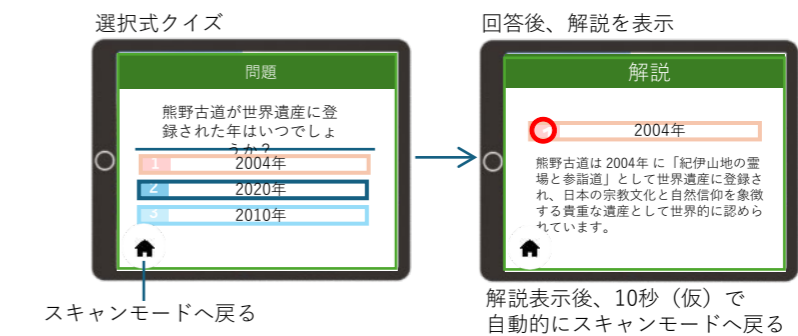 選択式クイズ
問題
熊野古道が世界遺産に登
録された年はいつでしょ
うか？
1 2004年
2 2020年
3 2010年
スキャンモードへ戻る
回答後、解説を表示
解説
2004年
熊野古道は 2004年 に「紀伊山地の霊
場と参詣道」として世界遺産に登録さ
れ、日本の宗教文化と自然信仰を象徴
する貴重な遺産として世界的に認めら
れています。
解説表示後、10秒（仮）で
自動的にスキャンモードへ戻る